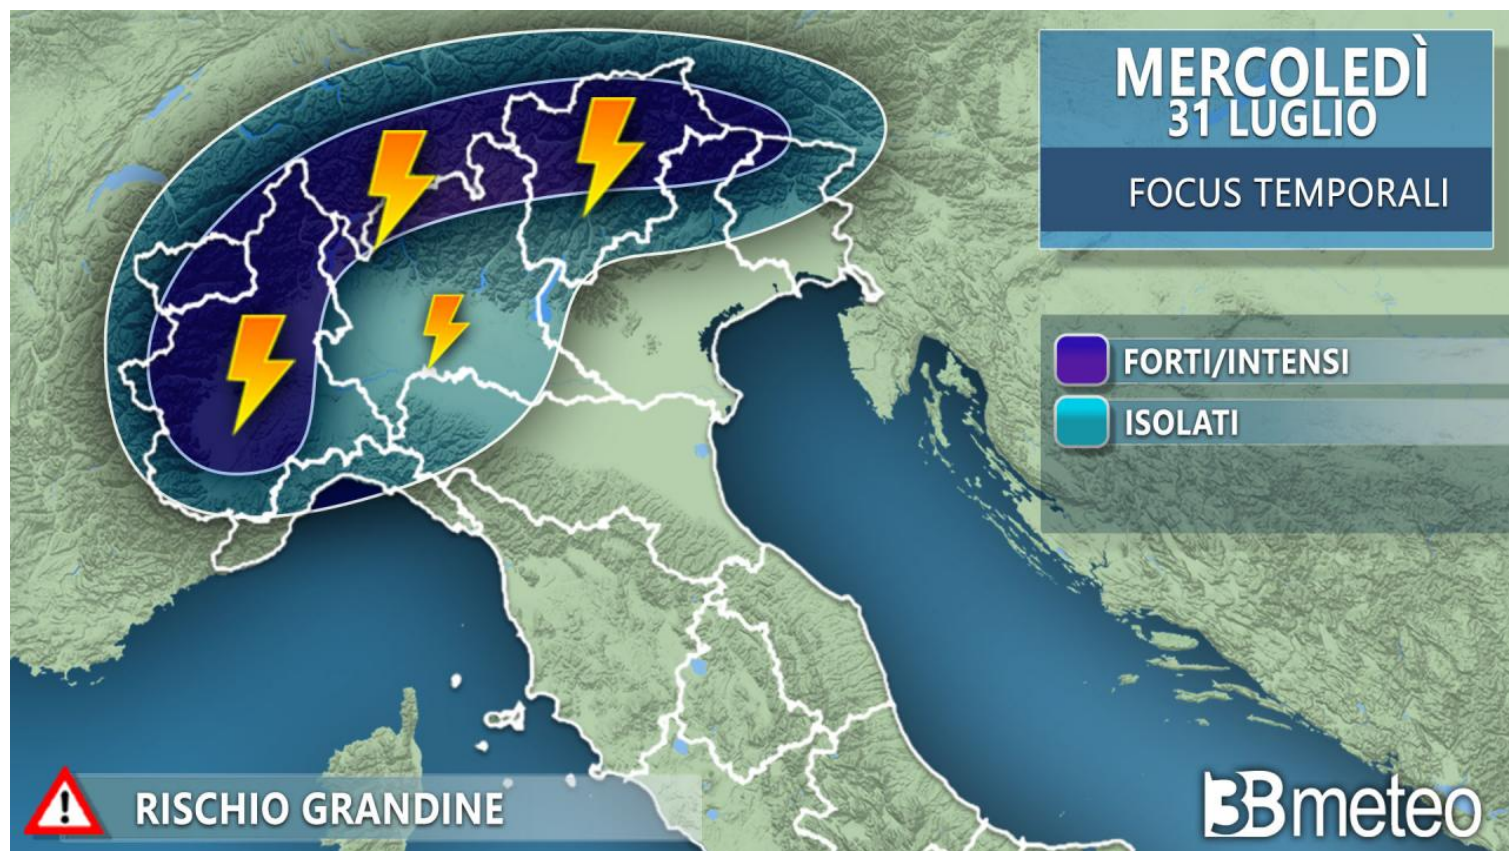 MERCOLEDÌ
31 LUGLIO
FOCUS TEMPORALI
FORTI/INTENSI
ISOLATI
RISCHIO GRANDINE
3Bmeteo